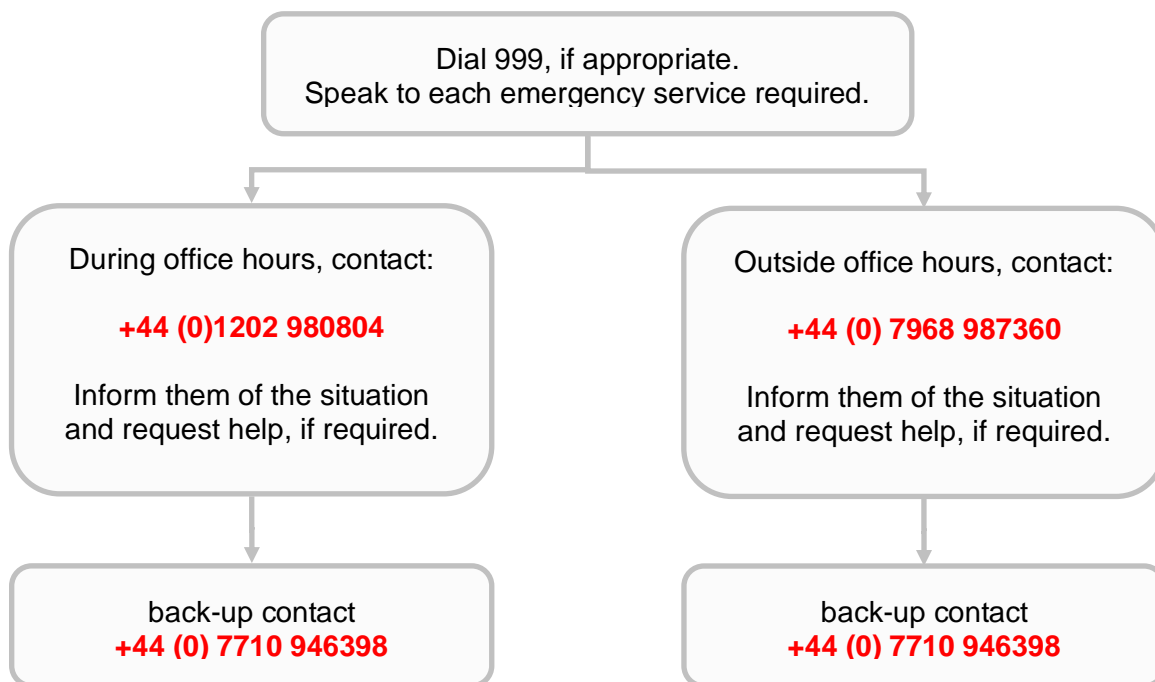 Dial 999, if appropriate.
Speak to each emergency service required.
During office hours, contact:
+44 (0)1202 980804
Inform them of the situation
and request help, if required.
Outside office hours, contact:
+44 (0) 7968 987360
Inform them of the situation
and request help, if required.
back-up contact
+44 (0) 7710 946398
back-up contact
+44 (0) 7710 946398